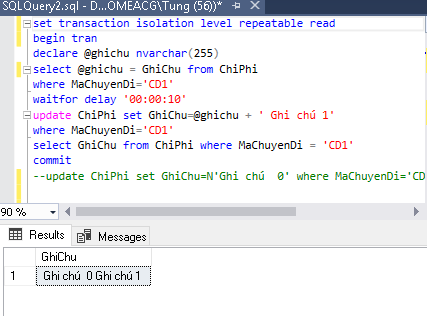 SQLQuery2.sql - D...OMEACG\Tung (56))*
set transaction isolation level repeatable read
begin tran
declare @ghichu nvarchar(255)
select @ghichu = GhiChu from ChiPhi
where MaChuyenDi='CD1'
waitfor delay '00:00:10'
update ChiPhi set GhiChu=@ghichu + ' Ghi chú 1'
where MaChuyenDi='CD1'
select GhiChu from ChiPhi where MaChuyenDi = 'CD1'
commit
--update ChiPhi set GhiChu=N'Ghi chú  0' where MaChuyenDi='CD
90 %
Results Messages
GhiChu
1 Ghi chú  0 Ghi chú 1